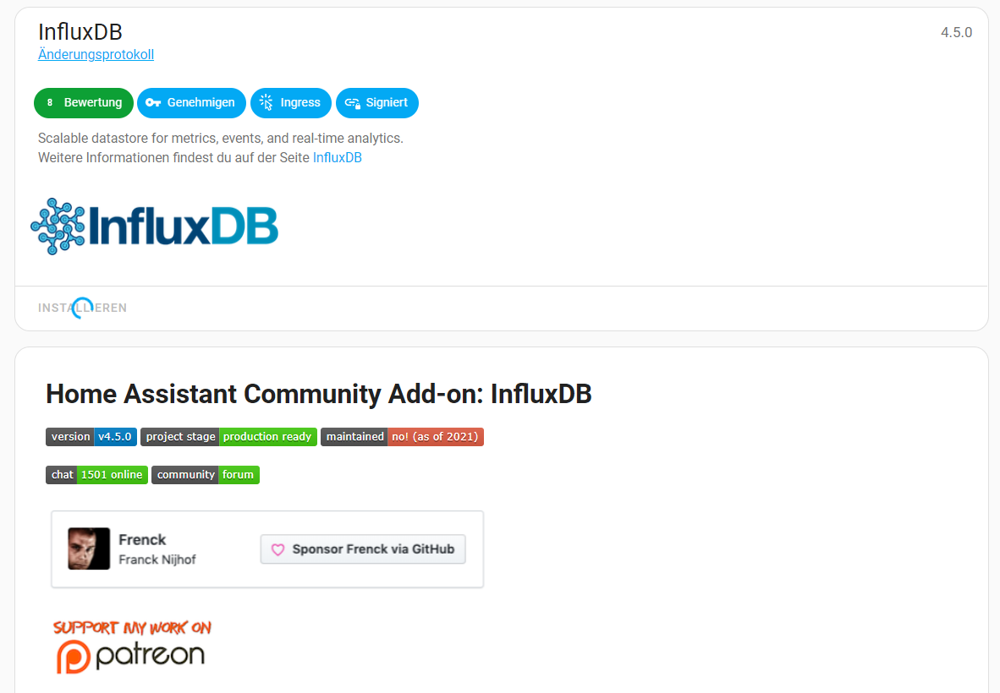 InfluxDB
4.5.0
Änderungsprotokoll
8 Bewertung
Genehmigen
Ingress
Signiert
Scalable datastore for metrics, events, and real-time analytics.
Weitere Informationen findest du auf der Seite InfluxDB
InfluxDB
INSTALLIEREN
Home Assistant Community Add-on: InfluxDB
version v4.5.0 project stage production ready maintained no! (as of 2021)
chat 1501 online community forum
Frenck
Franck Nijhof
Sponsor Frenck via GitHub
SUPPORT MY WORK ON
patreon